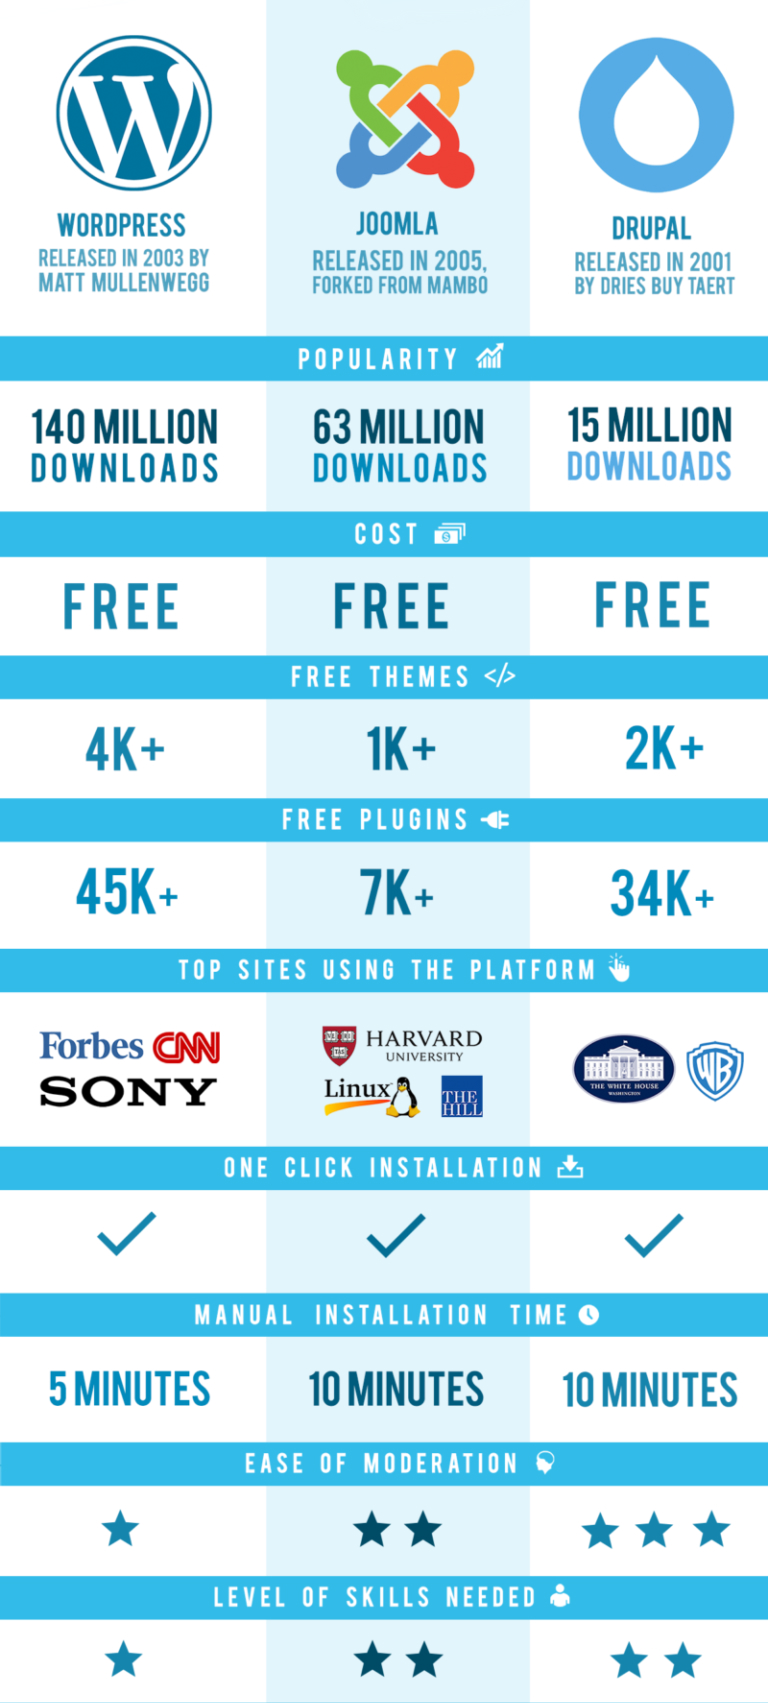 WORDPRESS
RELEASED IN 2003 BY
MATT MULLENWEGG
JOOMLA
RELEASED IN 2005,
FORKED FROM MAMBO
DRUPAL
RELEASED IN 2001
BY DRIES BUY TAERT
POPULARITY
140 MILLION
DOWNLOADS
63 MILLION
DOWNLOADS
15 MILLION
DOWNLOADS
COST
FREE
FREE
FREE
FREE THEMES </>
4K+
1K+
2K+
FREE PLUGINS
45K+
7K+
34K+
TOP SITES USING THE PLATFORM
Forbes CNN
SONY
VE RI TAS
HARVARD
UNIVERSITY
Linux
THE
HILL
THE WHITE HOUSE
WASHINGTON
WB
ONE CLICK INSTALLATION
MANUAL INSTALLATION TIME
5 MINUTES
10 MINUTES
10 MINUTES
EASE OF MODERATION
LEVEL OF SKILLS NEEDED